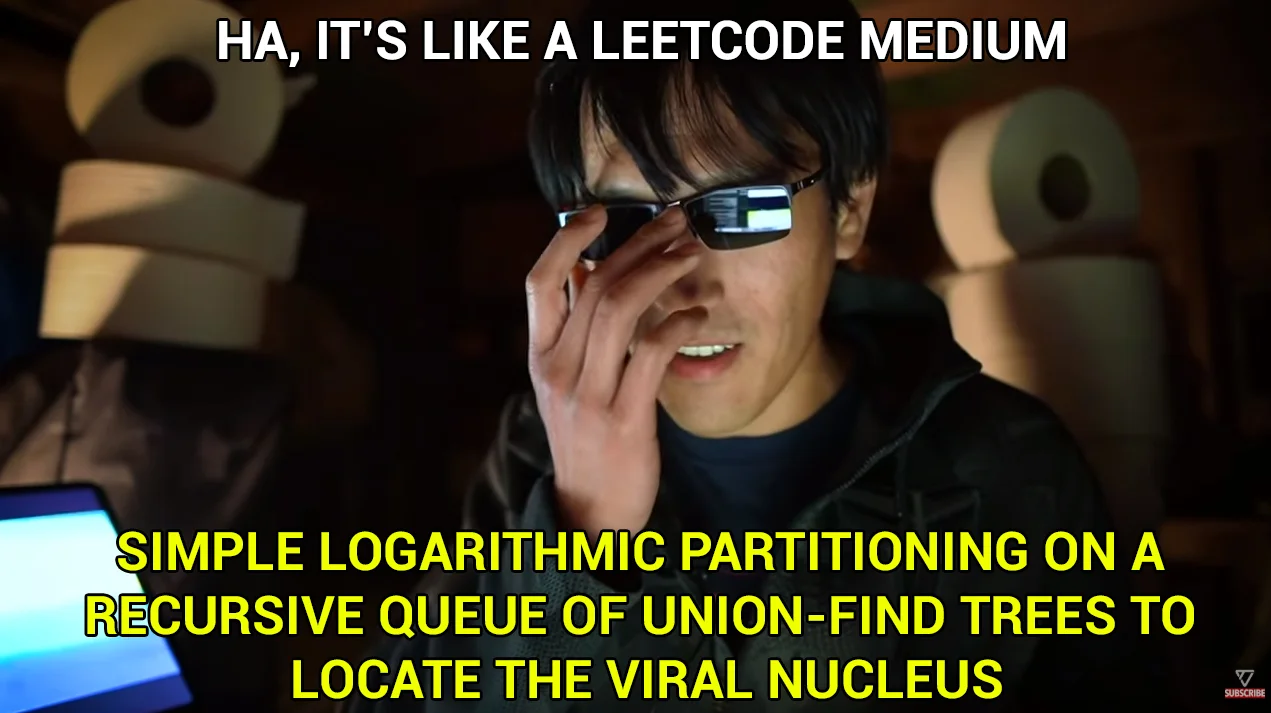 HA, IT'S LIKE A LEETCODE MEDIUM
SIMPLE LOGARITHMIC PARTITIONING ON A
RECURSIVE QUEUE OF UNION-FIND TREES TO
LOCATE THE VIRAL NUCLEUS
SUBSCRIBE